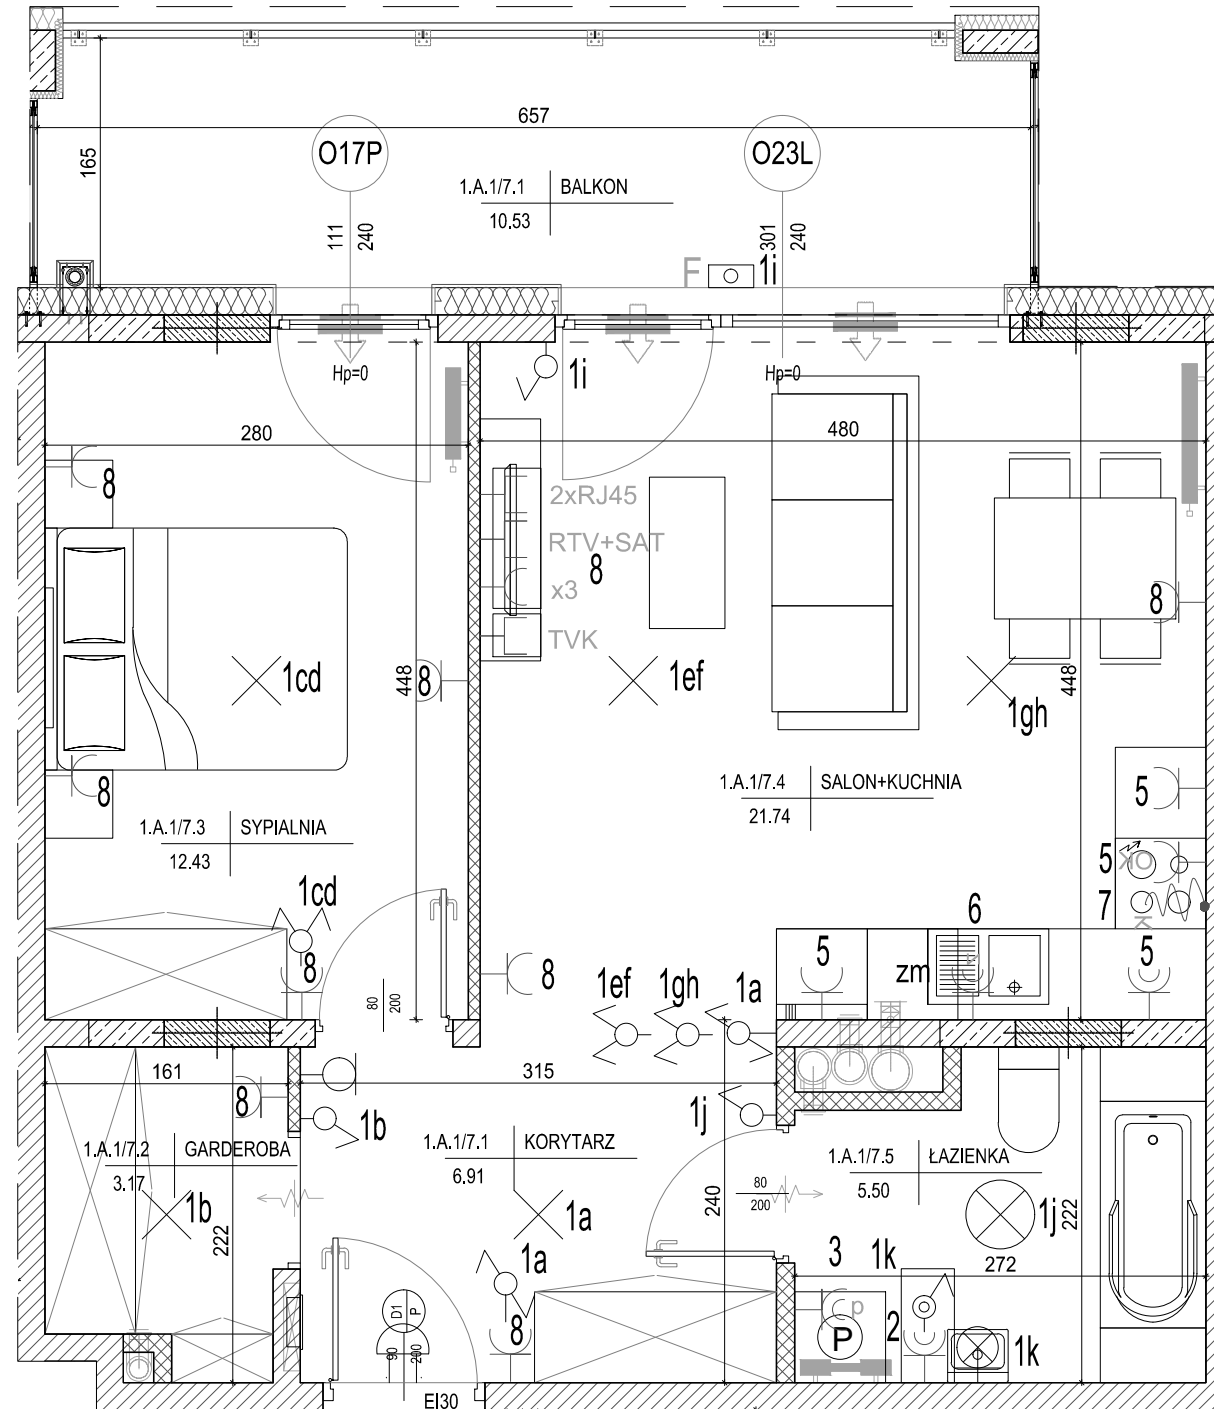 657
165
O17P
O23L
1.A.1/7.1 BALKON
10.53
111
240
301
240
F
1i
1i
Hp=0
Hp=0
280
480
8
2xRJ45
RTV+SAT
8
x3
TVK
8
1cd
448
8
1ef
1gh
448
8
1.A.1/7.4 SALON+KUCHNIA
21.74
5
1.A.1/7.3 SYPIALNIA
12.43
5
OK
7
K
1cd
8
80
200
8
1ef
1gh
1a
5
zm
6
5
161
315
8
1b
1j
1.A.1/7.2 GARDEROBA
3.17
1b
222
1.A.1/7.1 KORYTARZ
6.91
1a
240
80
200
1.A.1/7.5 ŁAZIENKA
5.50
1j
222
272
1a
3
1k
p
P
2
1k
8
D1
P
90
200
EI30